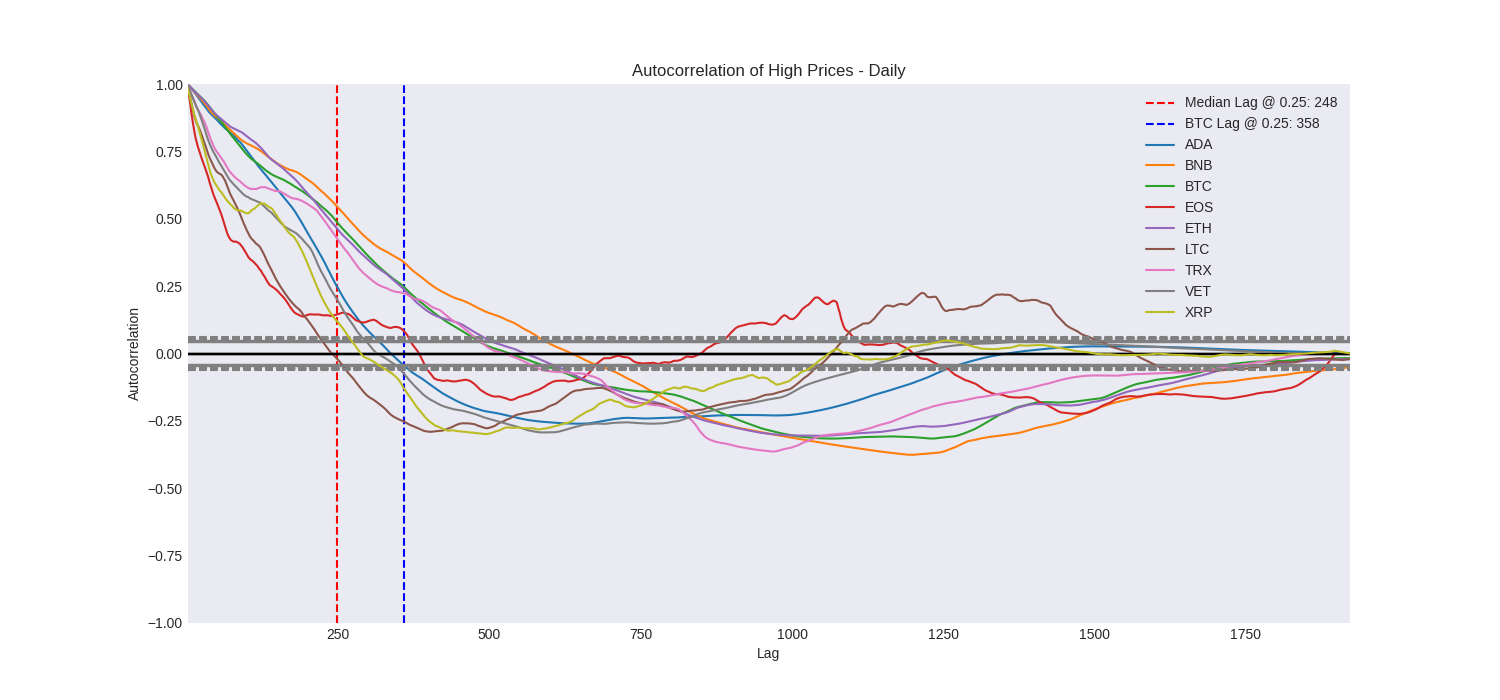 Autocorrelation of High Prices - Daily
Autocorrelation
1.00
0.75
0.50
0.25
0.00
−0.25
−0.50
−0.75
−1.00
Median Lag @ 0.25: 248
BTC Lag @ 0.25: 358
ADA
BNB
BTC
EOS
ETH
LTC
TRX
VET
XRP
250 500 750 1000 1250 1500 1750
Lag